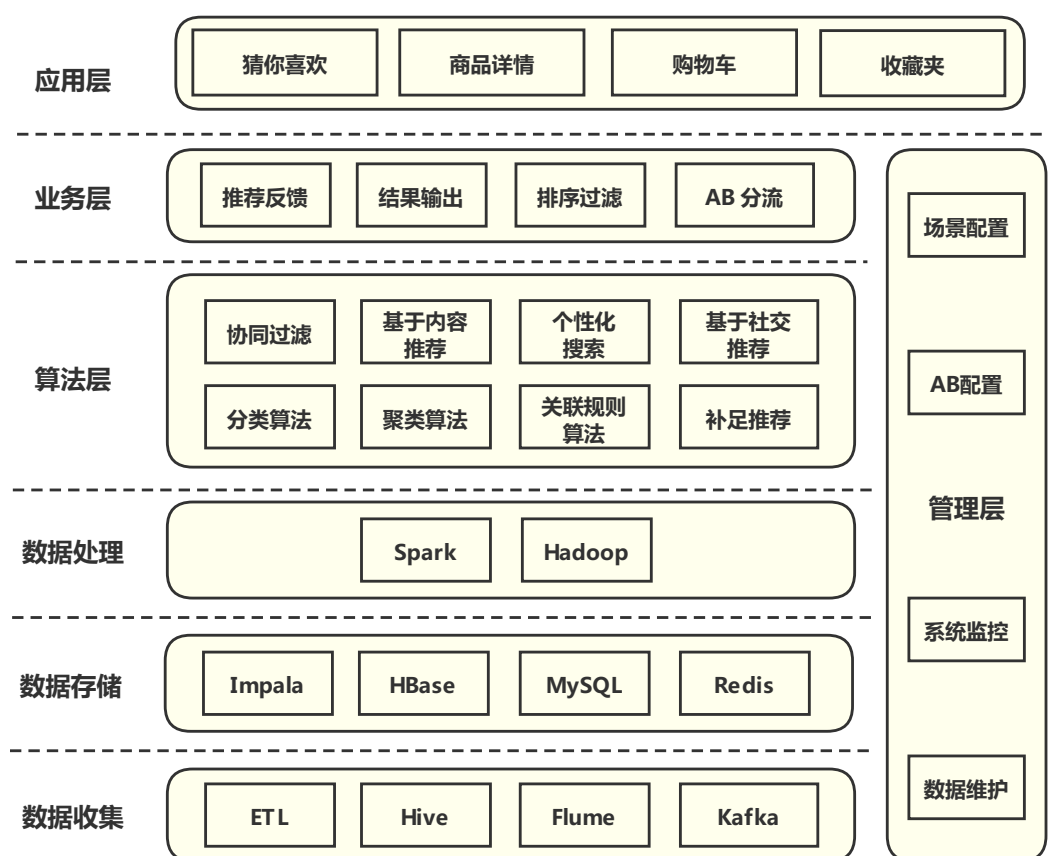 应用层
猜你喜欢
商品详情
购物车
收藏夹
业务层
推荐反馈
结果输出
排序过滤
AB 分流
算法层
协同过滤
基于内容
推荐
个性化
搜索
基于社交
推荐
分类算法
聚类算法
关联规则
算法
补足推荐
数据处理
Spark
Hadoop
数据存储
Impala
HBase
MySQL
Redis
数据收集
ETL
Hive
Flume
Kafka
场景配置
AB配置
管理层
系统监控
数据维护